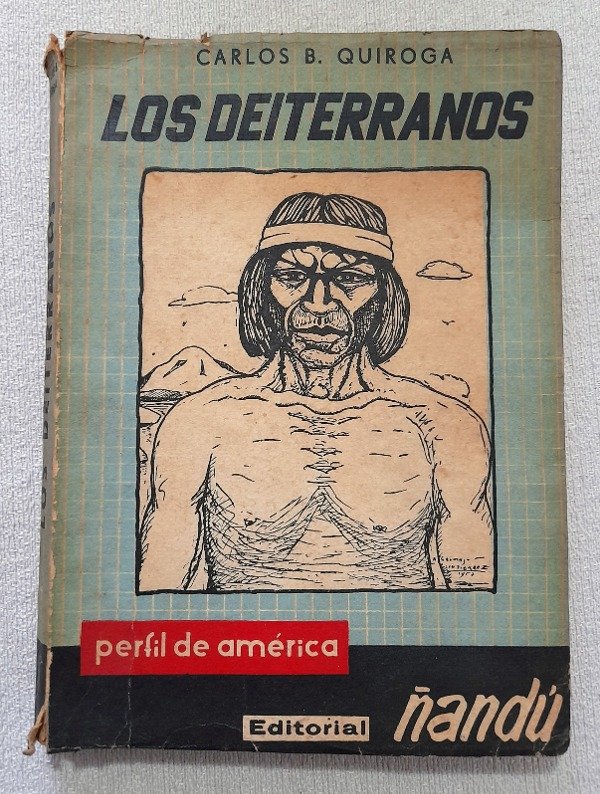 CARLOS B. QUIROGA
LOS DEITERRANOS
perfil de américa
Editorial ñandú
LOS DEITERRANOS